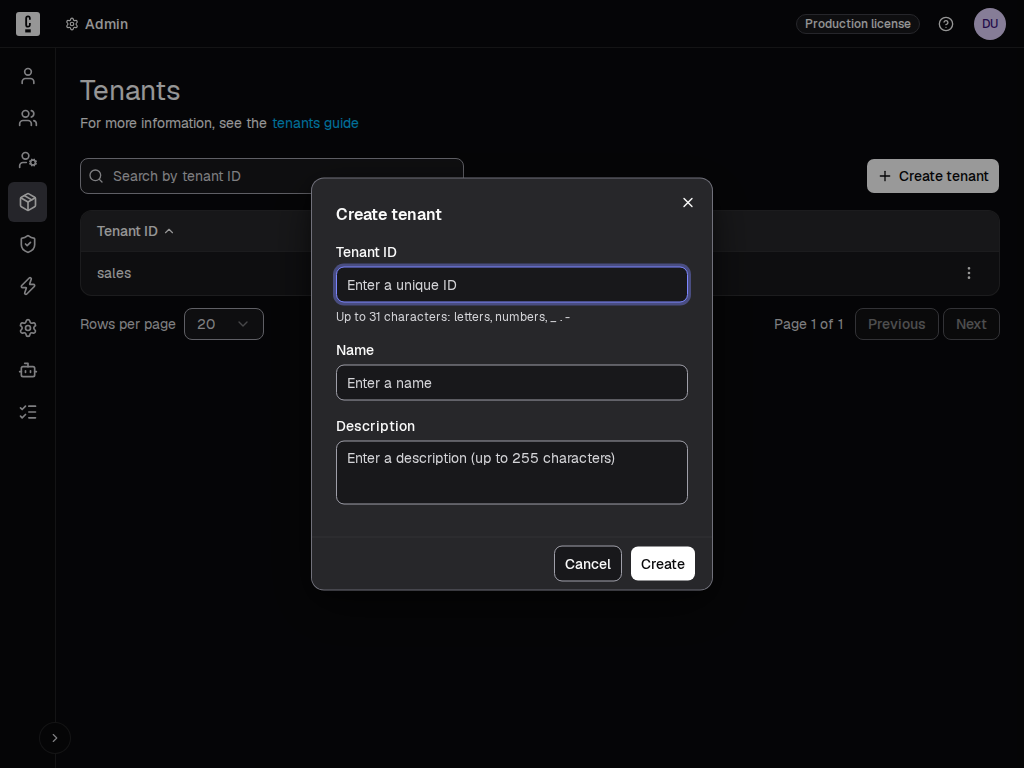 Admin
Production license
DU
Tenants
For more information, see the tenants guide
Search by tenant ID
Create tenant
Tenant ID
sales
Rows per page
20
Page 1 of 1
Previous
Next
Create tenant
Tenant ID
Enter a unique ID
Up to 31 characters: letters, numbers, _ . -
Name
Enter a name
Description
Enter a description (up to 255 characters)
Cancel
Create